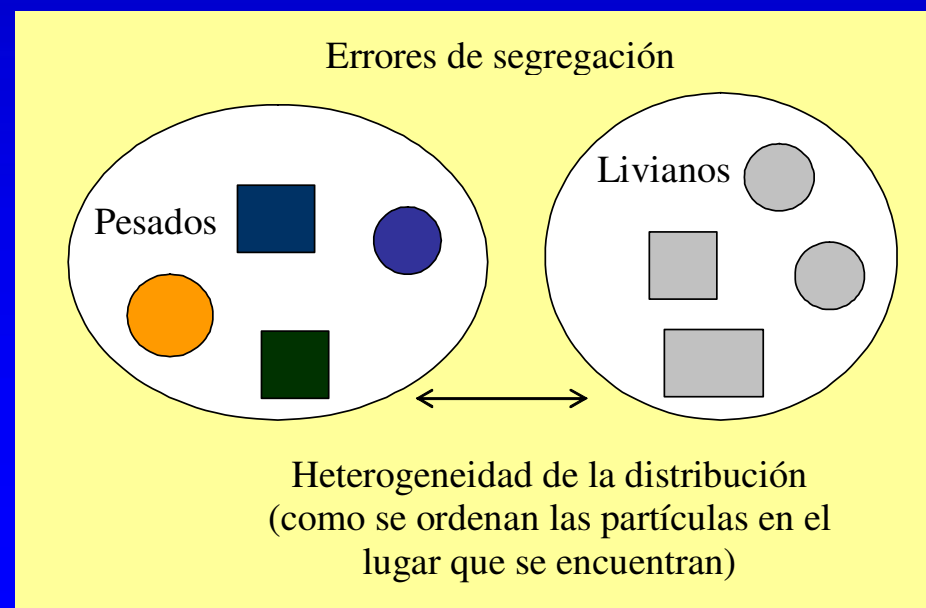 Errores de segregación
Pesados
Livianos
Heterogeneidad de la distribución
(como se ordenan las partículas en el
lugar que se encuentran)